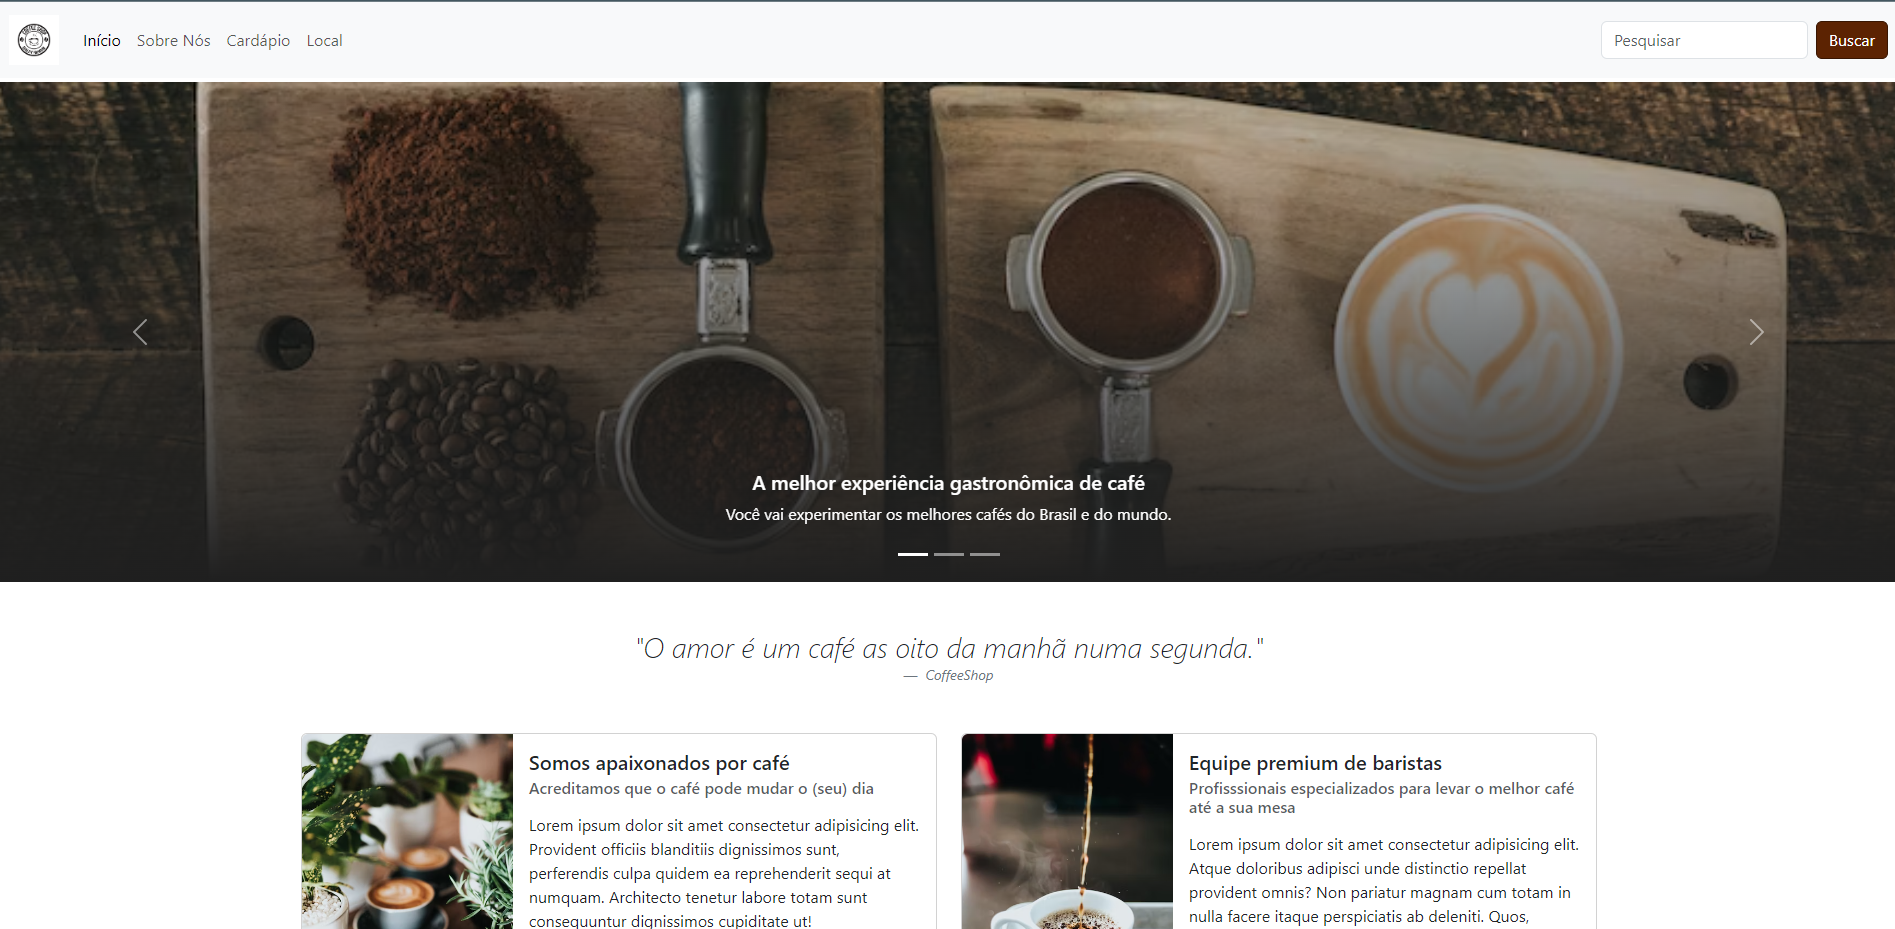 COFFEE SHOP
Início Sobre Nós Cardápio Local
Pesquisar Buscar
A melhor experiência gastronômica de café
Você vai experimentar os melhores cafés do Brasil e do mundo.
"O amor é um café as oito da manhã numa segunda."
— CoffeeShop
Somos apaixonados por café
Acreditamos que o café pode mudar o (seu) dia
Lorem ipsum dolor sit amet consectetur adipisicing elit.
Provident officiis blanditiis dignissimos sunt,
perferendis culpa quidem ea reprehenderit sequi at
numquam. Architecto tenetur labore totam sunt
consequuntur dignissimos cupiditate ut!
Equipe premium de baristas
Profisssionais especializados para levar o melhor café
até a sua mesa
Lorem ipsum dolor sit amet consectetur adipisicing elit.
Atque doloribus adipisci unde distinctio repellat
provident omnis? Non pariatur magnam cum totam in
nulla facere itaque perspiciatis ab deleniti. Quos,